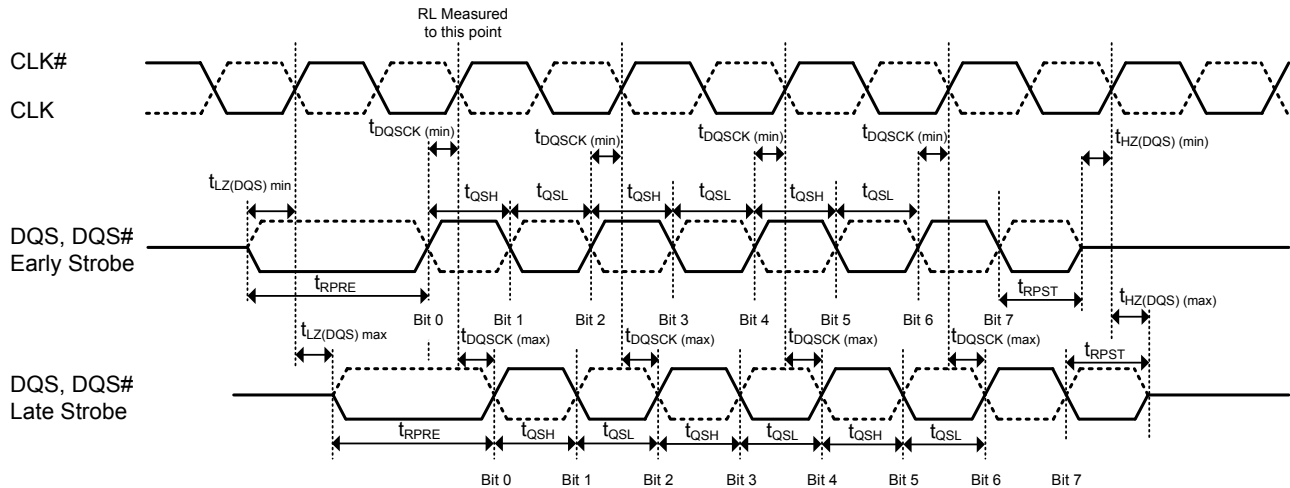 RL Measured
to this point
CLK#
CLK
tDQSCK (min) tDQSCK (min) tDQSCK (min) tDQSCK (min) tHZ(DQS) (min)
tLZ(DQS) min
tQSH tQSL tQSH tQSL tQSH tQSL
DQS, DQS#
Early Strobe
tRPRE tRPST
tHZ(DQS) (max)
Bit 0 Bit 1 Bit 2 Bit 3 Bit 4 Bit 5 Bit 6 Bit 7
tLZ(DQS) max tDQSCK (max) tDQSCK (max) tDQSCK (max) tDQSCK (max)
tRPST
DQS, DQS#
Late Strobe
tRPRE tQSH tQSL tQSH tQSL tQSH tQSL
Bit 0 Bit 1 Bit 2 Bit 3 Bit 4 Bit 5 Bit 6 Bit 7